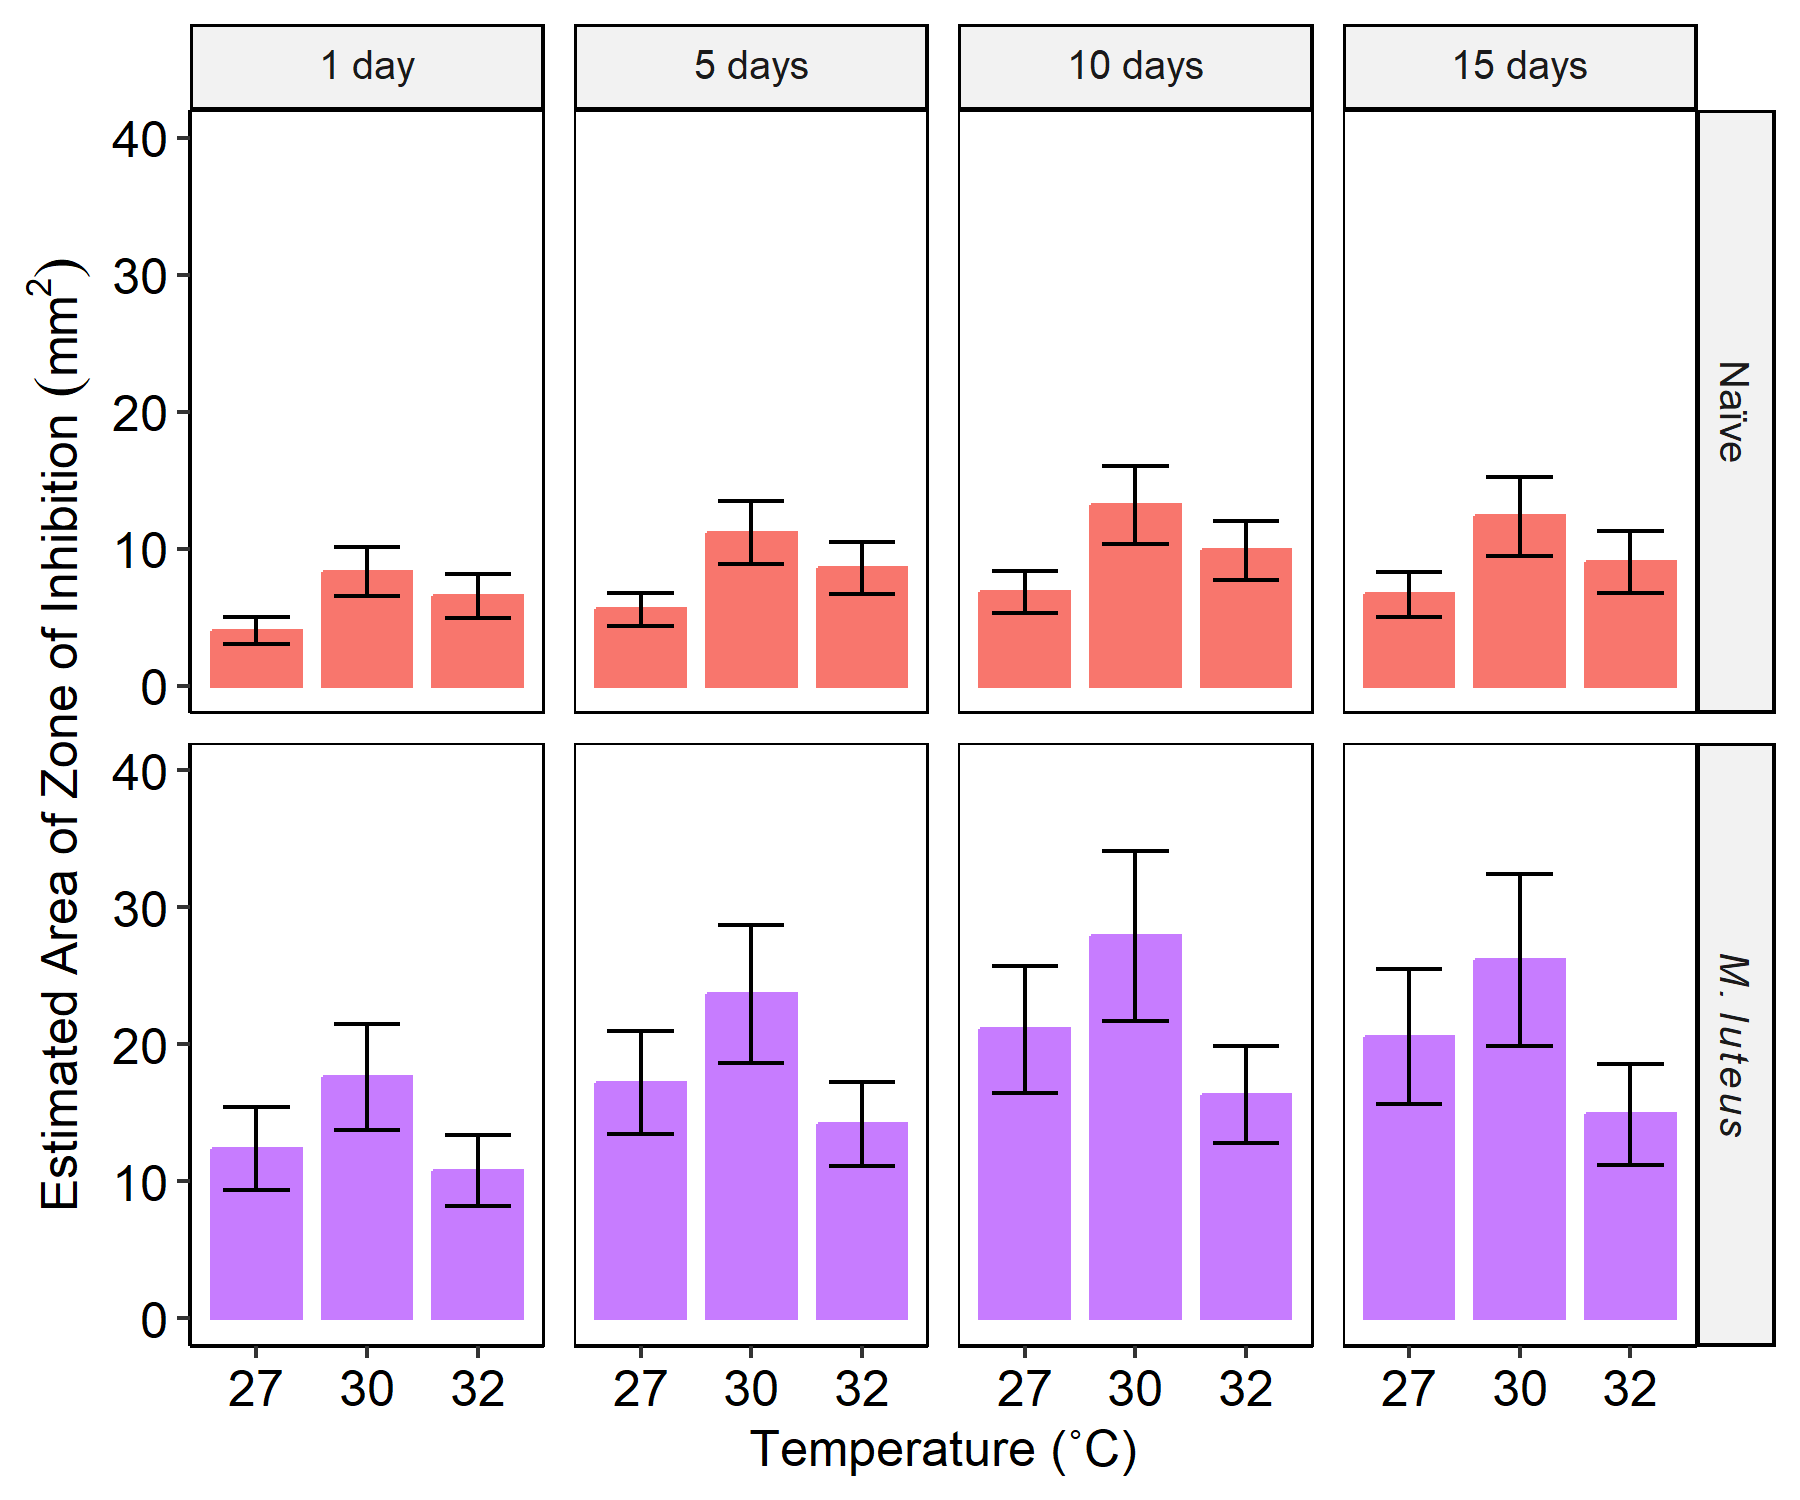 1 day
5 days
10 days
15 days
Estimated Area of Zone of Inhibition (mm²)
40
30
20
10
0
Naïve
40
30
20
10
0
M. luteus
27 30 32 27 30 32 27 30 32 27 30 32
Temperature (˚C)